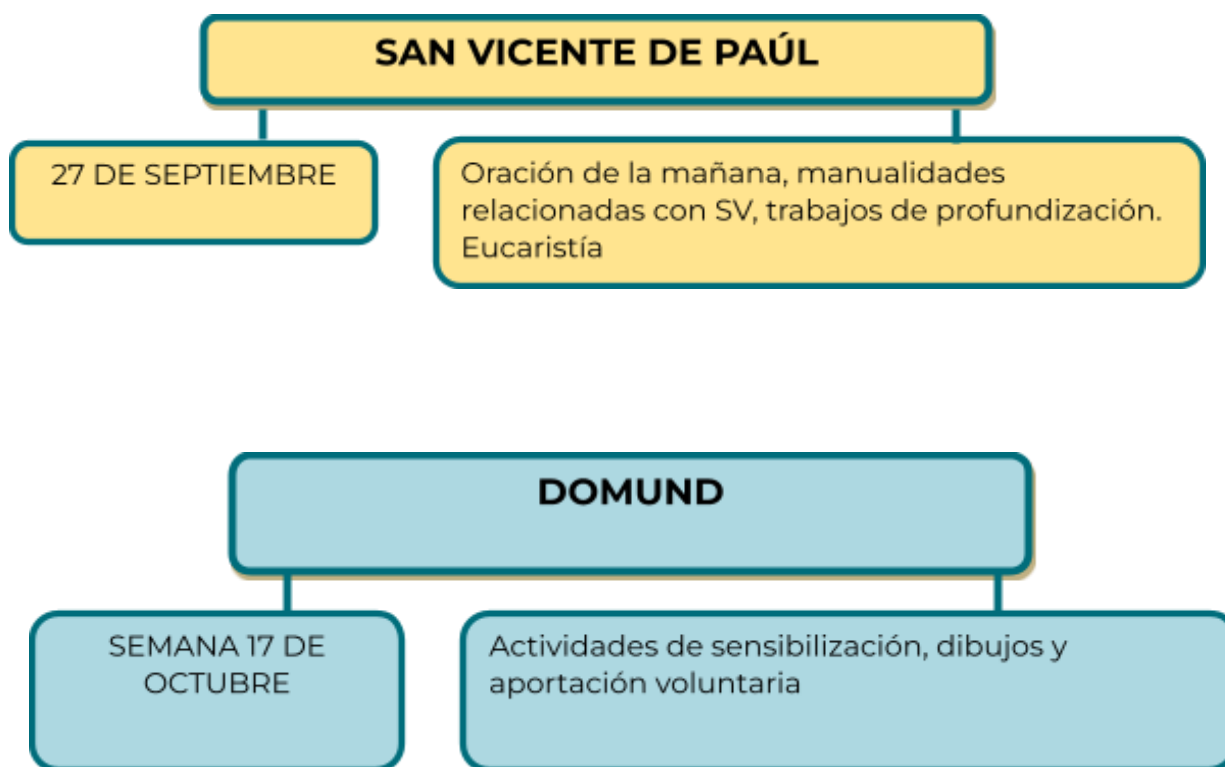 SAN VICENTE DE PAÚL
27 DE SEPTIEMBRE
Oración de la mañana, manualidades
relacionadas con SV, trabajos de profundización.
Eucaristía
DOMUND
SEMANA 17 DE
OCTUBRE
Actividades de sensibilización, dibujos y
aportación voluntaria